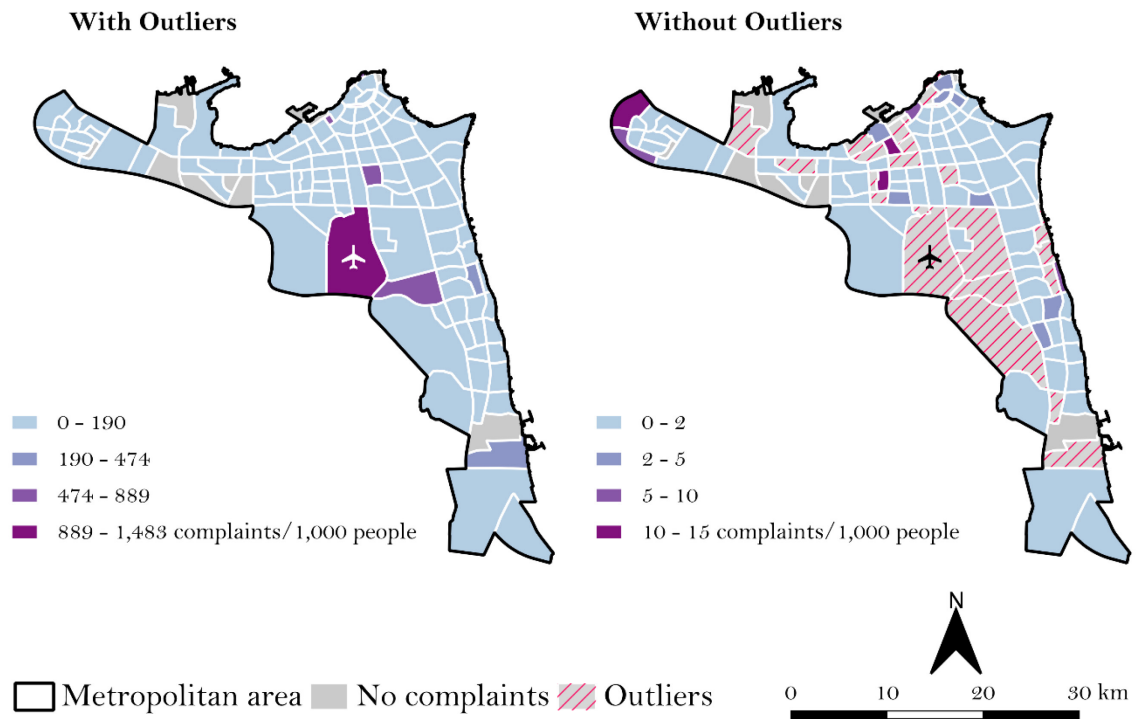 With Outliers
Without Outliers
0 - 190
190 - 474
474 - 889
889 - 1,483 complaints/1,000 people
0 - 2
2 - 5
5 - 10
10 - 15 complaints/1,000 people
N
Metropolitan area
No complaints
Outliers
0 10 20 30 km